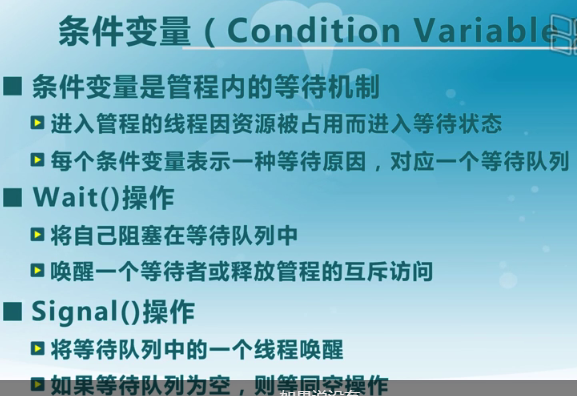 条件变量（Condition Variable
■ 条件变量是管程内的等待机制
进入管程的线程因资源被占用而进入等待状态
每个条件变量表示一种等待原因，对应一个等待队列
■ Wait()操作
将自己阻塞在等待队列中
唤醒一个等待者或释放管程的互斥访问
■ Signal()操作
将等待队列中的一个线程唤醒
如果等待队列为空，则等同空操作